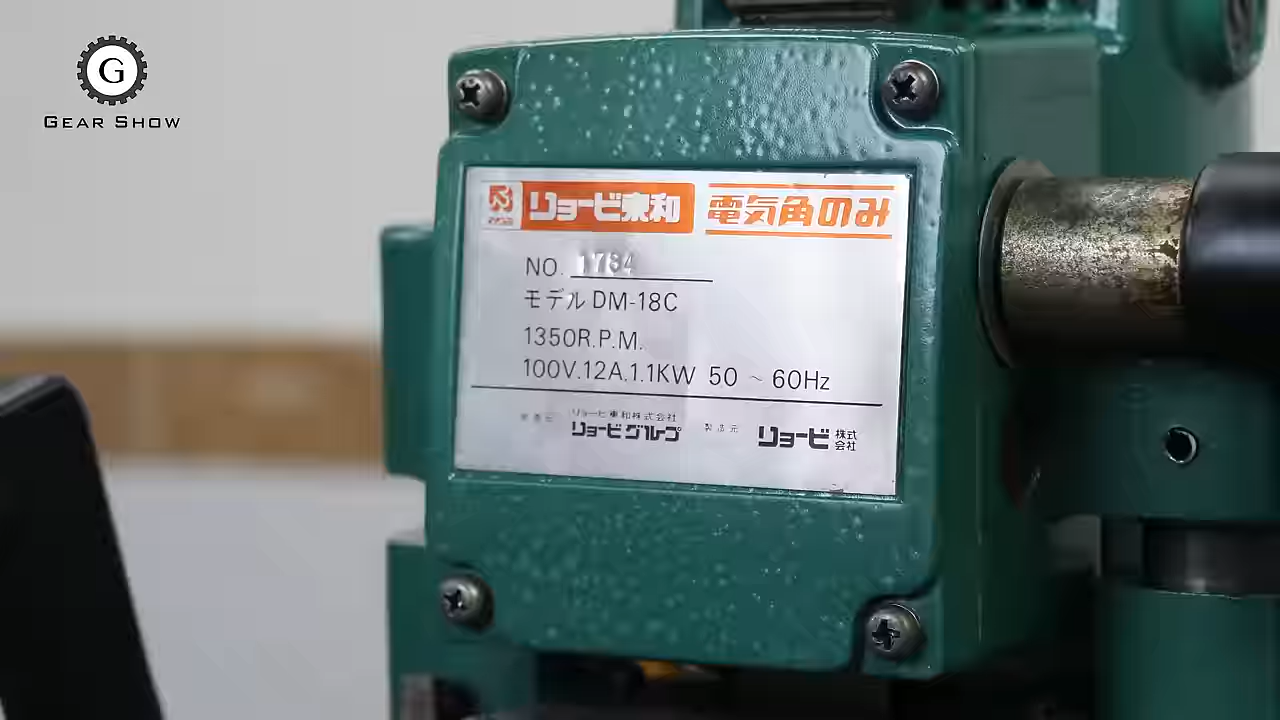 G
GEAR SHOW
リョービ東和 電気角のみ
NO. 1764
モデル DM-18C
1350R.P.M.
100V.12A.1.1KW 50 ~ 60Hz
リョービ東和株式会社
リョービグループ 製造元 リョービ株式会社